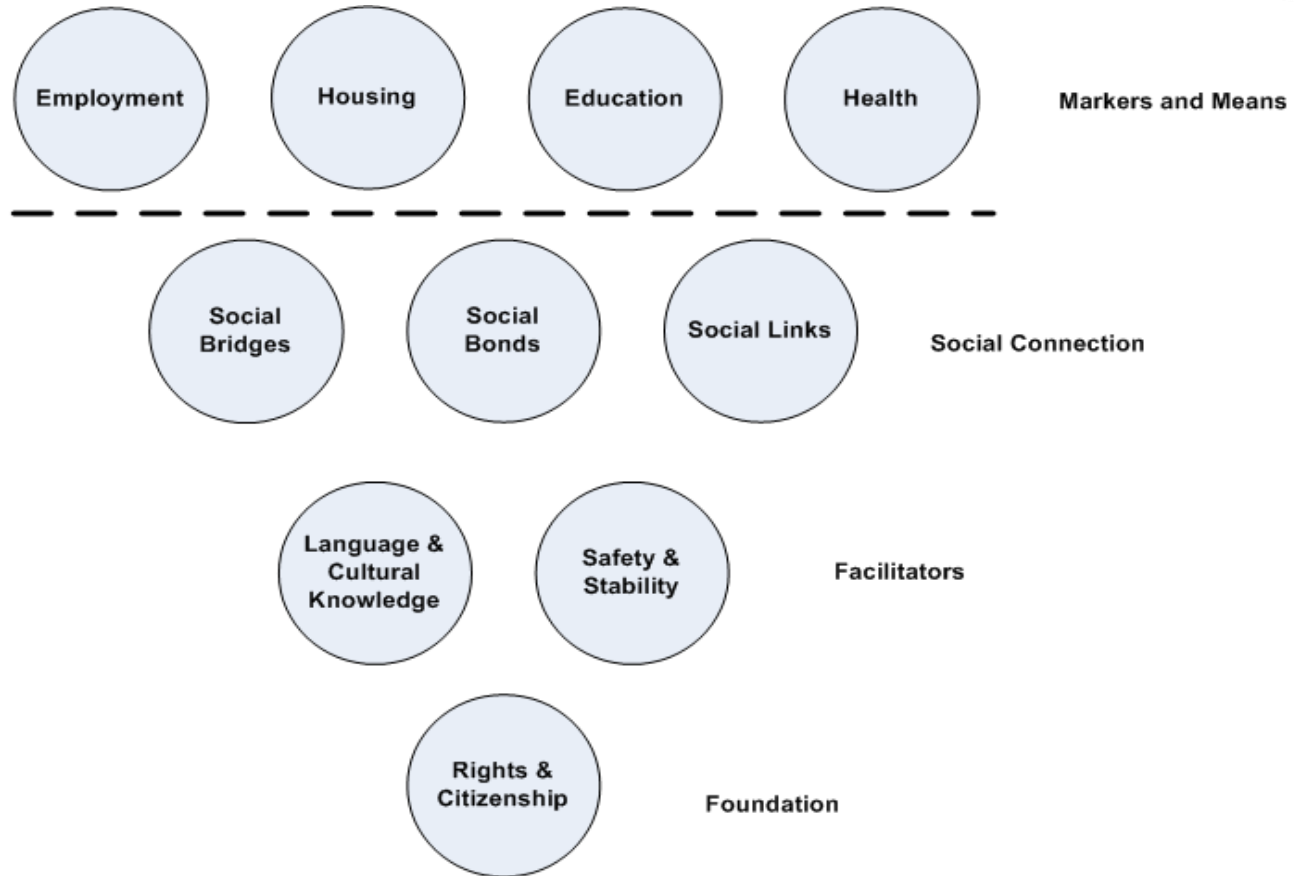 Employment
Housing
Education
Health
Markers and Means
Social
Bridges
Social
Bonds
Social Links
Social Connection
Language &
Cultural
Knowledge
Safety &
Stability
Facilitators
Rights &
Citizenship
Foundation